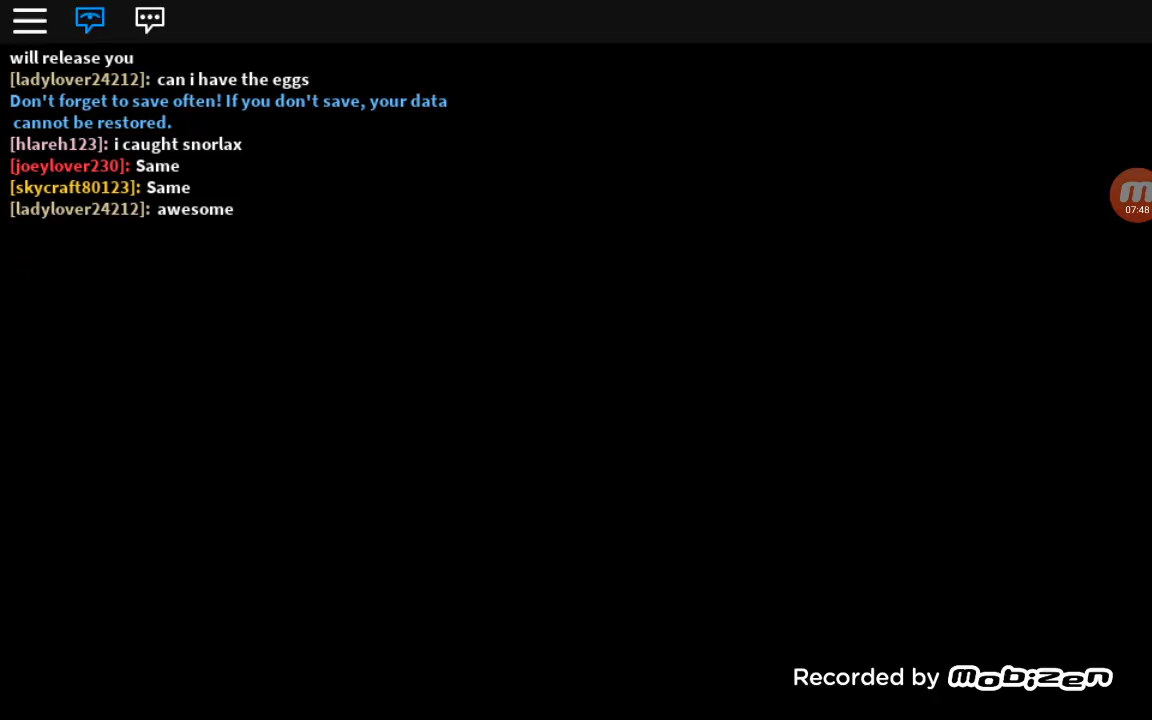 will release you
[ladylover24212]: can i have the eggs
Don't forget to save often! If you don't save, your data
cannot be restored.
[hlareh123]: i caught snorlax
[joeylover230]: Same
[skycraft80123]: Same
[ladylover24212]: awesome
07:48
Recorded by mobizen